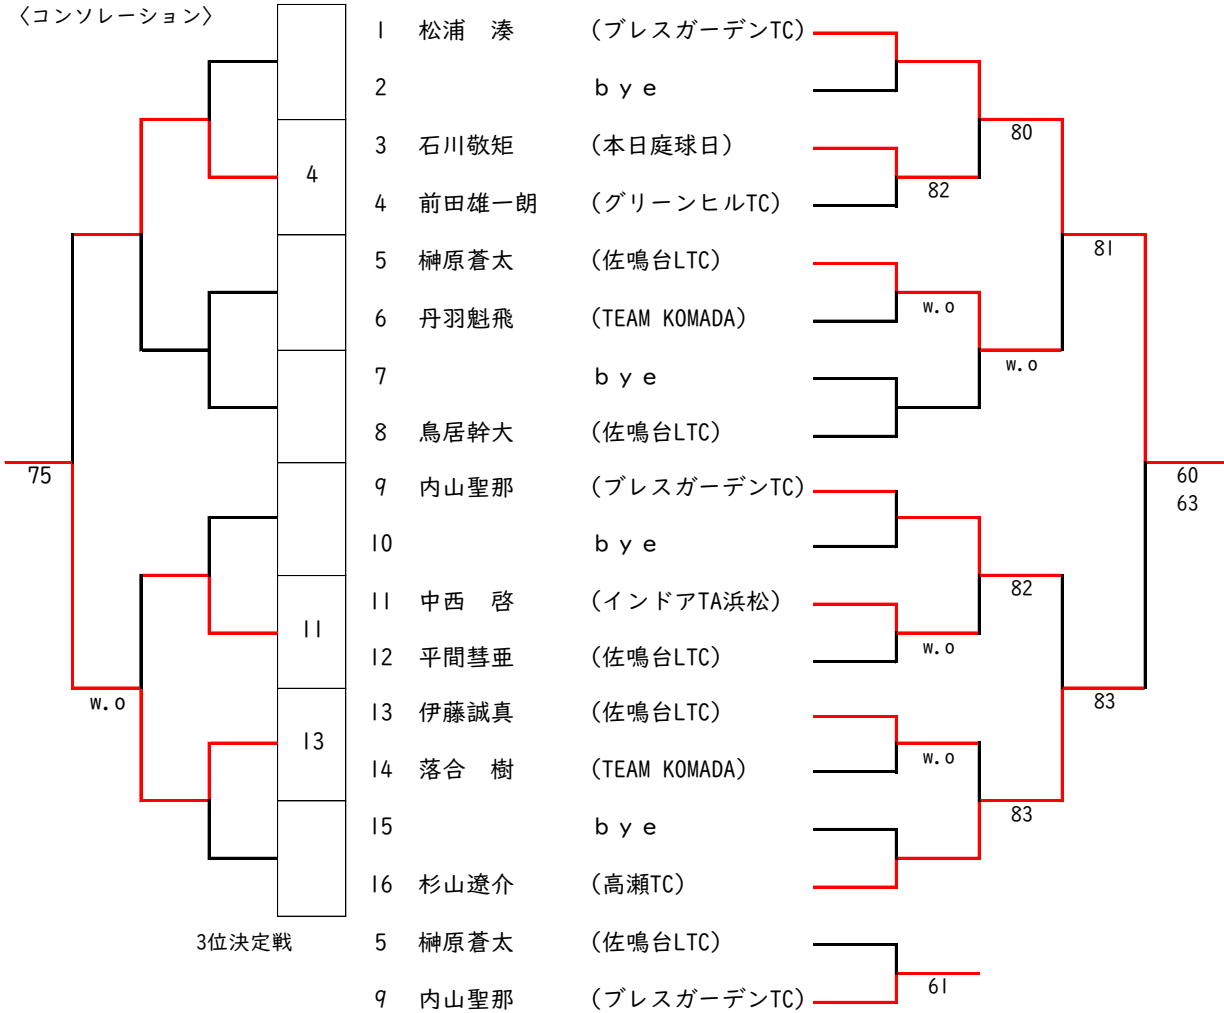 〈コンソレーション〉
1 松浦　湊 (ブレスガーデンTC)
2 ｂｙｅ
80
3 石川敬矩 (本日庭球日)
4
82
4 前田雄一朗 (グリーンヒルTC)
81
5 榊原蒼太 (佐鳴台LTC)
w.o
6 丹羽魁飛 (TEAM KOMADA)
w.o
7 ｂｙｅ
8 鳥居幹大 (佐鳴台LTC)
75
60
9 内山聖那 (ブレスガーデンTC)
63
10 ｂｙｅ
82
11 中西　啓 (インドアTA浜松)
11
w.o
12 平間彗亜 (佐鳴台LTC)
w.o
83
13 伊藤誠真 (佐鳴台LTC)
13
w.o
14 落合　樹 (TEAM KOMADA)
83
15 ｂｙｅ
16 杉山遼介 (高瀬TC)
3位決定戦
5 榊原蒼太 (佐鳴台LTC)
61
9 内山聖那 (ブレスガーデンTC)